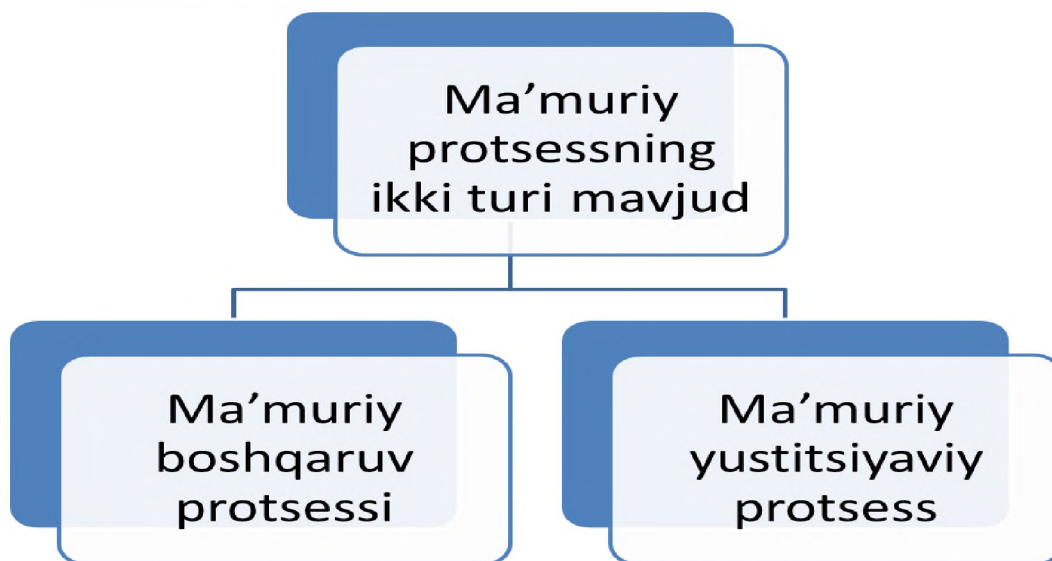 Ma’muriy
protsessning
ikki turi mavjud
Ma’muriy
boshqaruv
protsessi
Ma’muriy
yustitsiyaviy
protsess